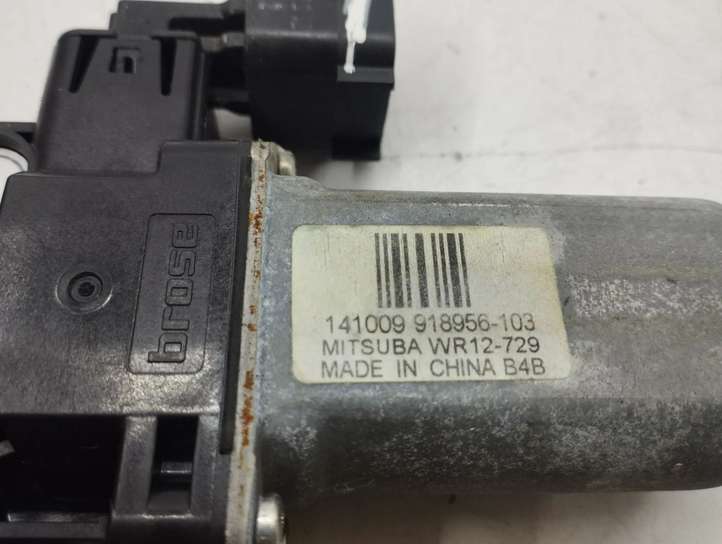 brose
141009 918956-103
MITSUBA WR12-729
MADE IN CHINA B4B